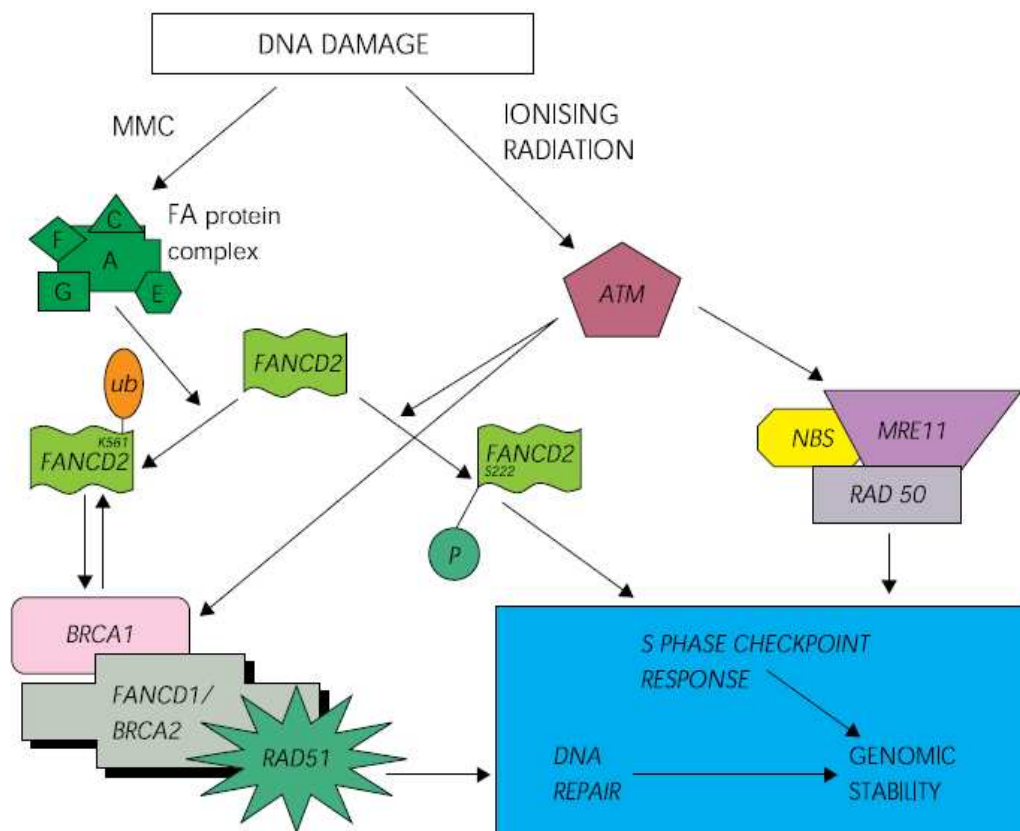 DNA DAMAGE
MMC
IONISING
RADIATION
FA protein
complex
C
F
A
G
E
ATM
FANCD2
ub
K561
FANCD2
FANCD2
S222
P
NBS
MRE11
RAD 50
BRCA1
FANCD1/
BRCA2
RAD51
S PHASE CHECKPOINT
RESPONSE
DNA
REPAIR
GENOMIC
STABILITY